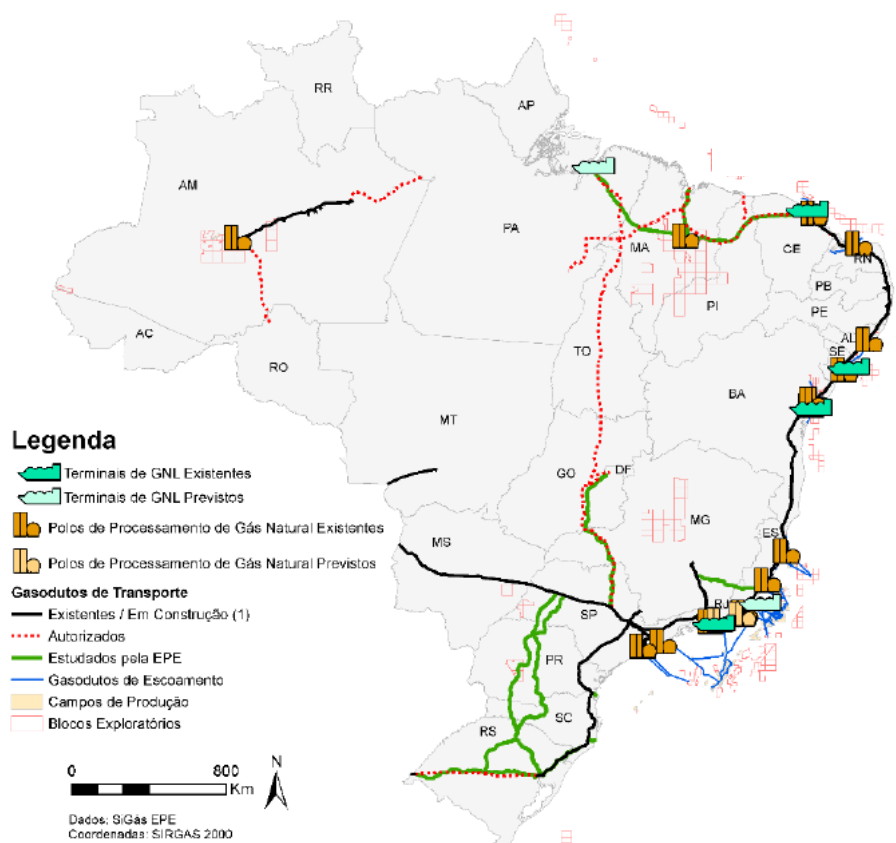 RR
AP
AM
PA
MA
CE
RN
PB
PE
PI
AL
SE
AC
RO
TO
BA
MT
GO
DF
MG
ES
MS
SP
RJ
PR
SC
RS
Legenda
Terminais de GNL Existentes
Terminais de GNL Previstos
Polos de Processamento de Gás Natural Existentes
Polos de Processamento de Gás Natural Previstos
Gasodutos de Transporte
Existentes / Em Construção (1)
Autorizados
Estudados pela EPE
Gasodutos de Escoamento
Campos de Produção
Blocos Exploratórios
0 800
Km
N
Dados: SiGás EPE
Coordenadas: SIRGAS 2000